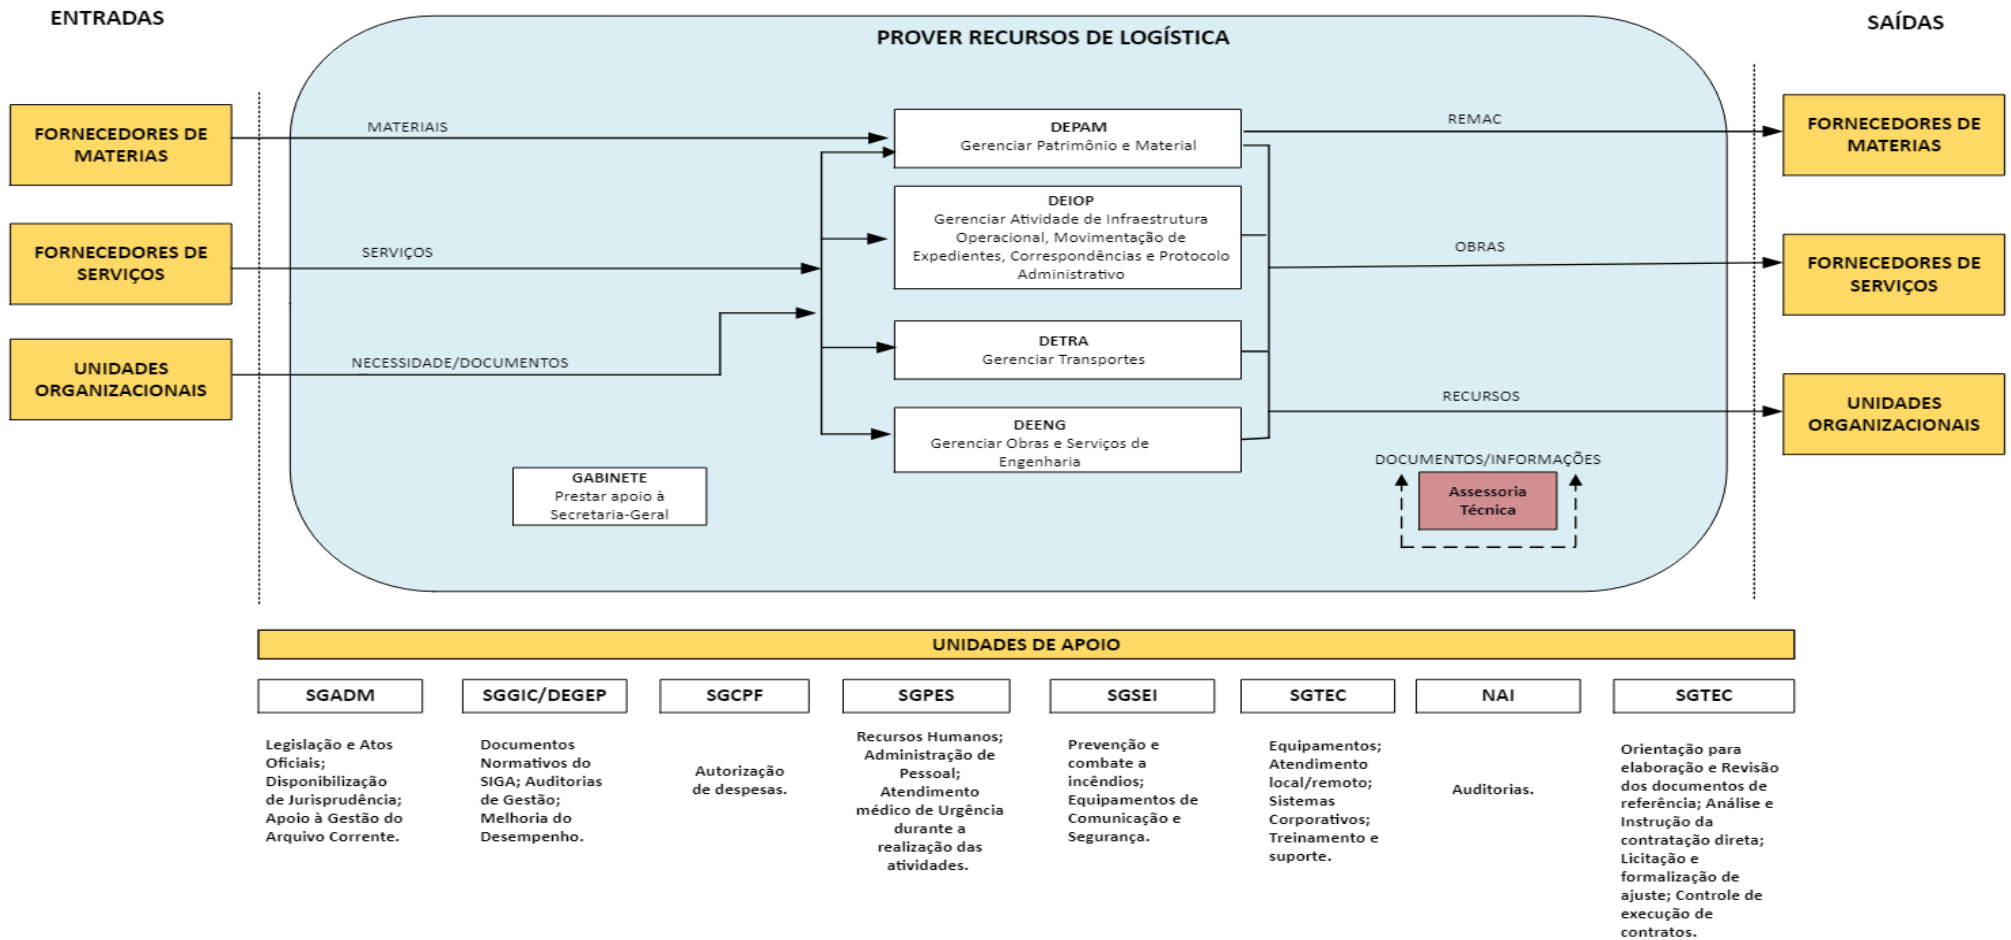 ENTRADAS
PROVER RECURSOS DE LOGÍSTICA
SAÍDAS
FORNECEDORES DE
MATERIAS
MATERIAIS
DEPAM
Gerenciar Patrimônio e Material
REMAC
FORNECEDORES DE
MATERIAS
FORNECEDORES DE
SERVIÇOS
SERVIÇOS
DEIOP
Gerenciar Atividade de Infraestrutura
Operacional, Movimentação de
Expedientes, Correspondências e Protocolo
Administrativo
OBRAS
FORNECEDORES DE
SERVIÇOS
UNIDADES
ORGANIZACIONAIS
NECESSIDADE/DOCUMENTOS
DETRA
Gerenciar Transportes
RECURSOS
UNIDADES
ORGANIZACIONAIS
DEENG
Gerenciar Obras e Serviços de
Engenharia
GABINETE
Prestar apoio à
Secretaria-Geral
DOCUMENTOS/INFORMAÇÕES
Assessoria
Técnica
UNIDADES DE APOIO
SGADM
Legislação e Atos
Oficiais;
Disponibilização
de Jurisprudência;
Apoio à Gestão do
Arquivo Corrente.
SGGIC/DEGEP
Documentos
Normativos do
SIGA; Auditorias
de Gestão;
Melhoria do
Desempenho.
SGCPF
Autorização
de despesas.
SGPES
Recursos Humanos;
Administração de
Pessoal;
Atendimento
médico de Urgência
durante a
realização das
atividades.
SGSEI
Prevenção e
combate a
incêndios;
Equipamentos de
Comunicação e
Segurança.
SGTEC
Equipamentos;
Atendimento
local/remoto;
Sistemas
Corporativos;
Treinamento e
suporte.
NAI
Auditorias.
SGTEC
Orientação para
elaboração e Revisão
dos documentos de
referência; Análise e
Instrução da
contratação direta;
Licitação e
formalização de
ajuste; Controle de
execução de
contratos.